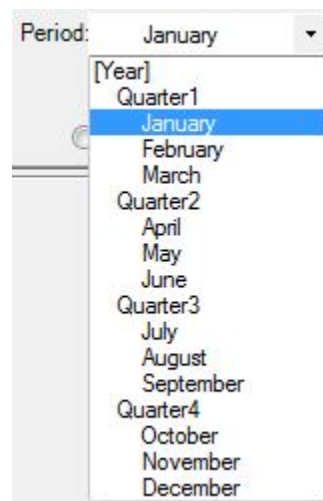 Period: January
[Year]
Quarter1
January
February
March
Quarter2
April
May
June
Quarter3
July
August
September
Quarter4
October
November
December